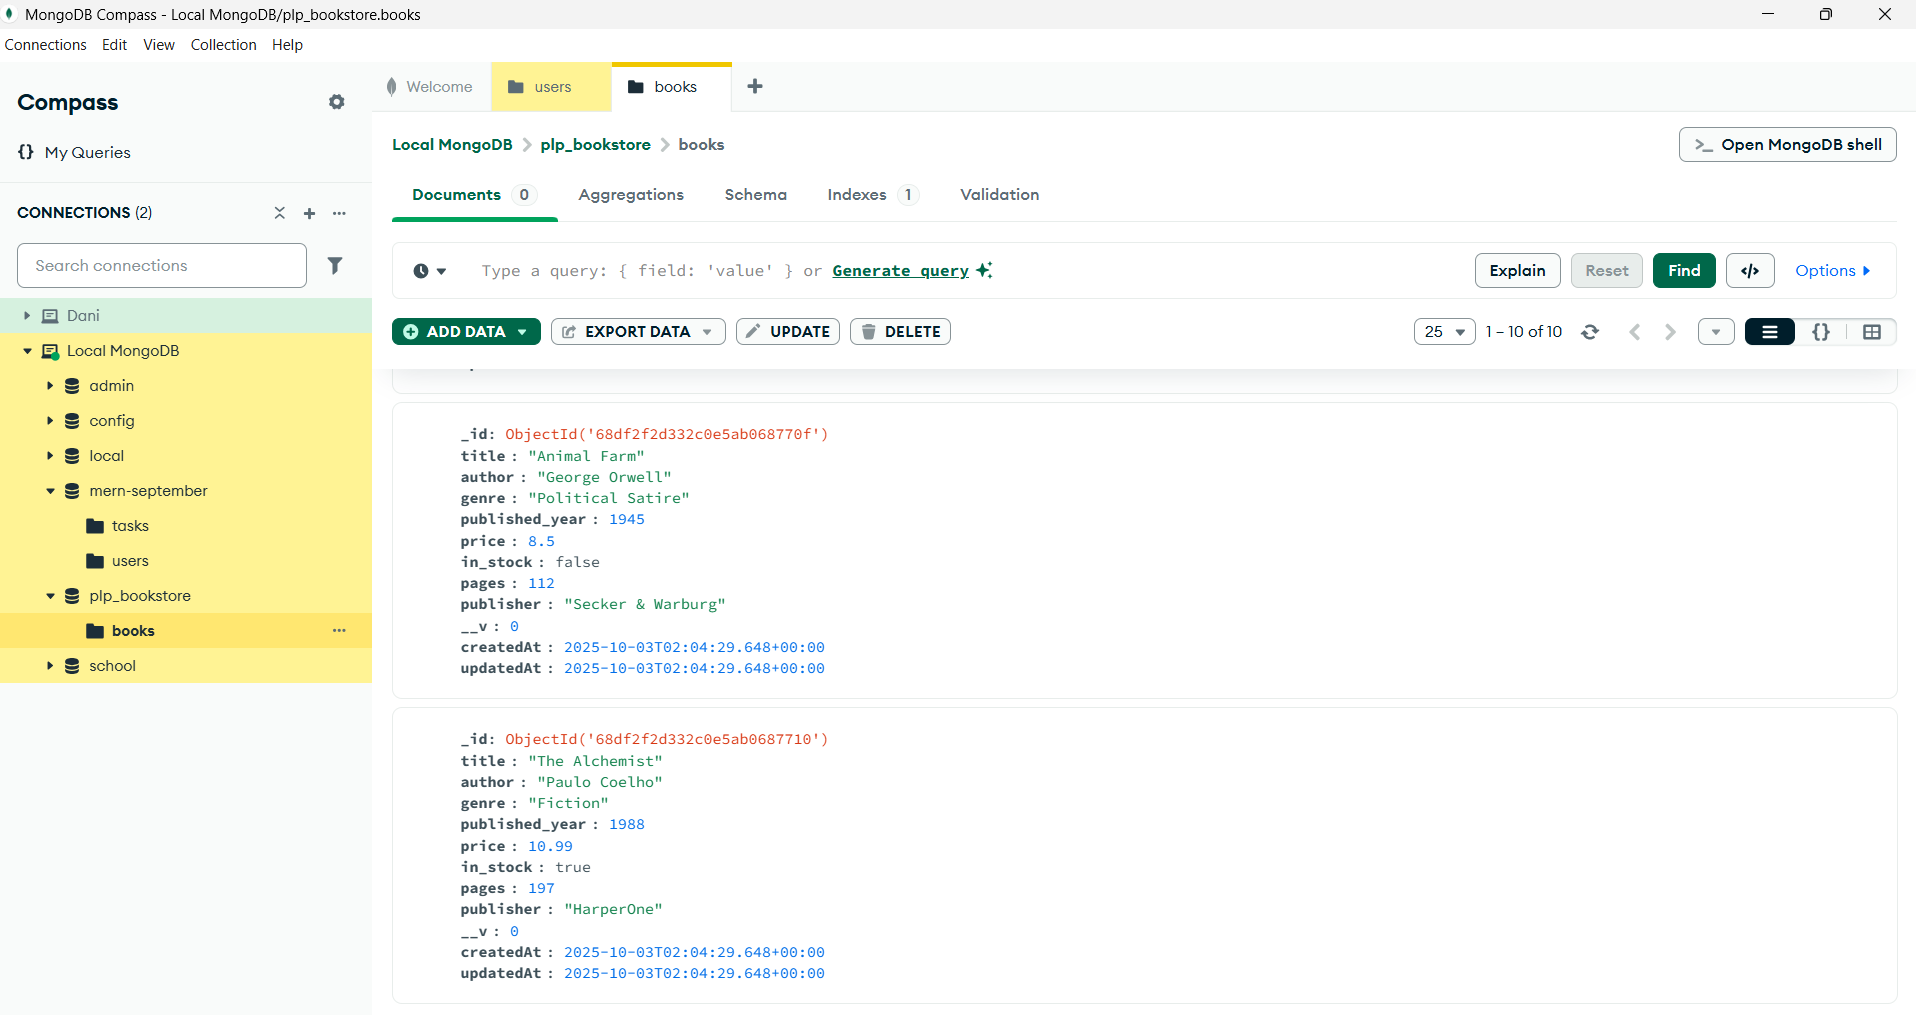 MongoDB Compass - Local MongoDB/plp_bookstore.books
Connections Edit View Collection Help
Compass
{} My Queries
CONNECTIONS (2)
Search connections
Dani
Local MongoDB
admin
config
local
mern-september
tasks
users
plp_bookstore
books
school
Welcome users books
Local MongoDB > plp_bookstore > books
>_ Open MongoDB shell
Documents 0 Aggregations Schema Indexes 1 Validation
Type a query: { field: 'value' } or Generate query
Explain Reset Find </> Options
ADD DATA EXPORT DATA UPDATE DELETE
25 1 – 10 of 10 {}
_id: ObjectId('68df2f2d332c0e5ab068770f')
title : "Animal Farm"
author : "George Orwell"
genre : "Political Satire"
published_year : 1945
price : 8.5
in_stock : false
pages : 112
publisher : "Secker & Warburg"
__v : 0
createdAt : 2025-10-03T02:04:29.648+00:00
updatedAt : 2025-10-03T02:04:29.648+00:00
_id: ObjectId('68df2f2d332c0e5ab0687710')
title : "The Alchemist"
author : "Paulo Coelho"
genre : "Fiction"
published_year : 1988
price : 10.99
in_stock : true
pages : 197
publisher : "HarperOne"
__v : 0
createdAt : 2025-10-03T02:04:29.648+00:00
updatedAt : 2025-10-03T02:04:29.648+00:00